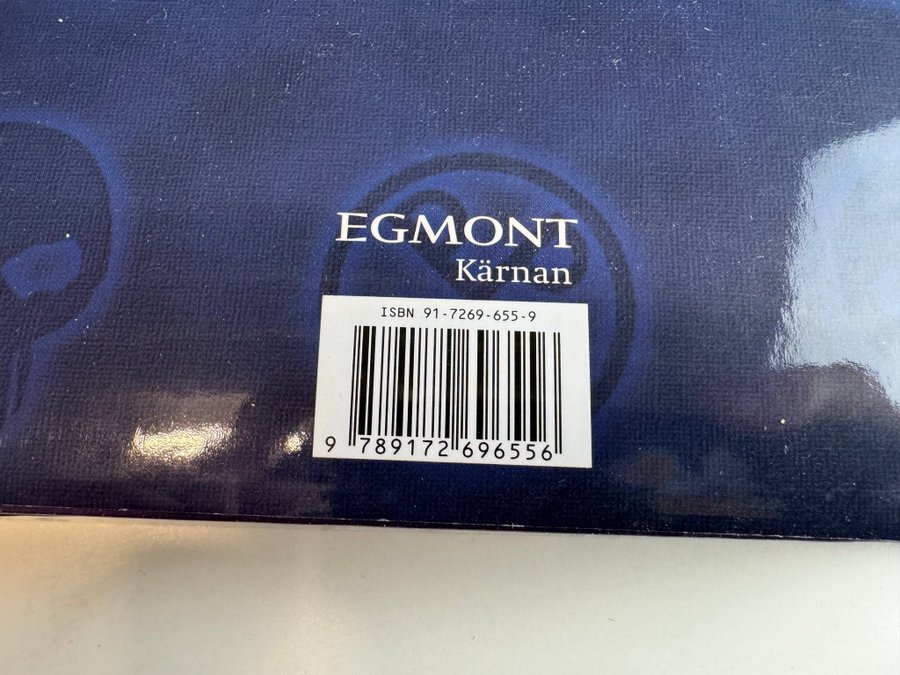 EGMONT
Kärnan
ISBN 91-7269-655-9
9 789172 696556